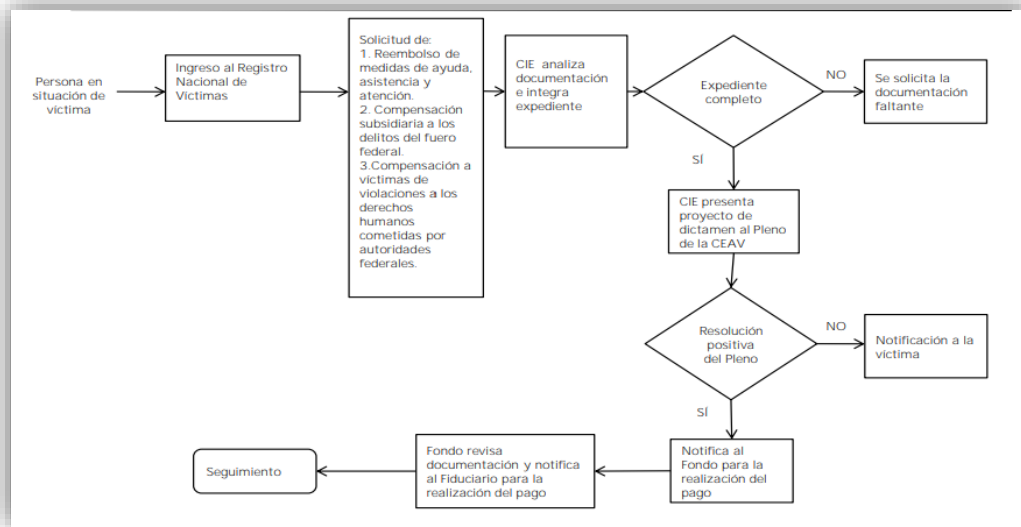 Persona en
situación de
víctima
Ingreso al Registro
Nacional de
Víctimas
Solicitud de:
1. Reembolso de
medidas de ayuda,
asistencia y
atención.
2. Compensación
subsidiaria a los
delitos del fuero
federal.
3.Compensación a
víctimas de
violaciones a los
derechos
humanos
cometidas por
autoridades
federales.
CIE analiza
documentación
e integra
expediente
Expediente
completo
NO
Se solicita la
documentación
faltante
SÍ
CIE presenta
proyecto de
dictamen al Pleno
de la CEAV
Resolución
positiva
del Pleno
NO
Notificación a la
víctima
SÍ
Notifica al
Fondo para la
realización del
pago
Fondo revisa
documentación y notifica
al Fiduciario para la
realización del pago
Seguimiento